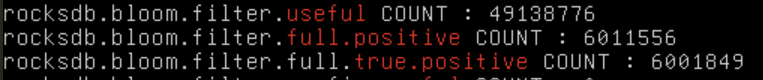 rocksdb.bloom.filter.useful COUNT : 49138776
rocksdb.bloom.filter.full.positive COUNT : 6011556
rocksdb.bloom.filter.full.true.positive COUNT : 6001849